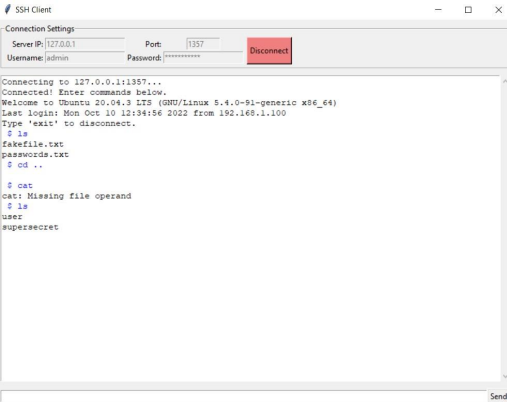 SSH Client
Connection Settings
Server IP: 127.0.0.1 Port: 1357
Disconnect
Username: admin Password: ***********
Connecting to 127.0.0.1:1357...
Connected! Enter commands below.
Welcome to Ubuntu 20.04.3 LTS (GNU/Linux 5.4.0-91-generic x86_64)
Last login: Mon Oct 10 12:34:56 2022 from 192.168.1.100
Type 'exit' to disconnect.
$ ls
fakefile.txt
passwords.txt
$ cd ..
$ cat
cat: Missing file operand
$ ls
user
supersecret
Send